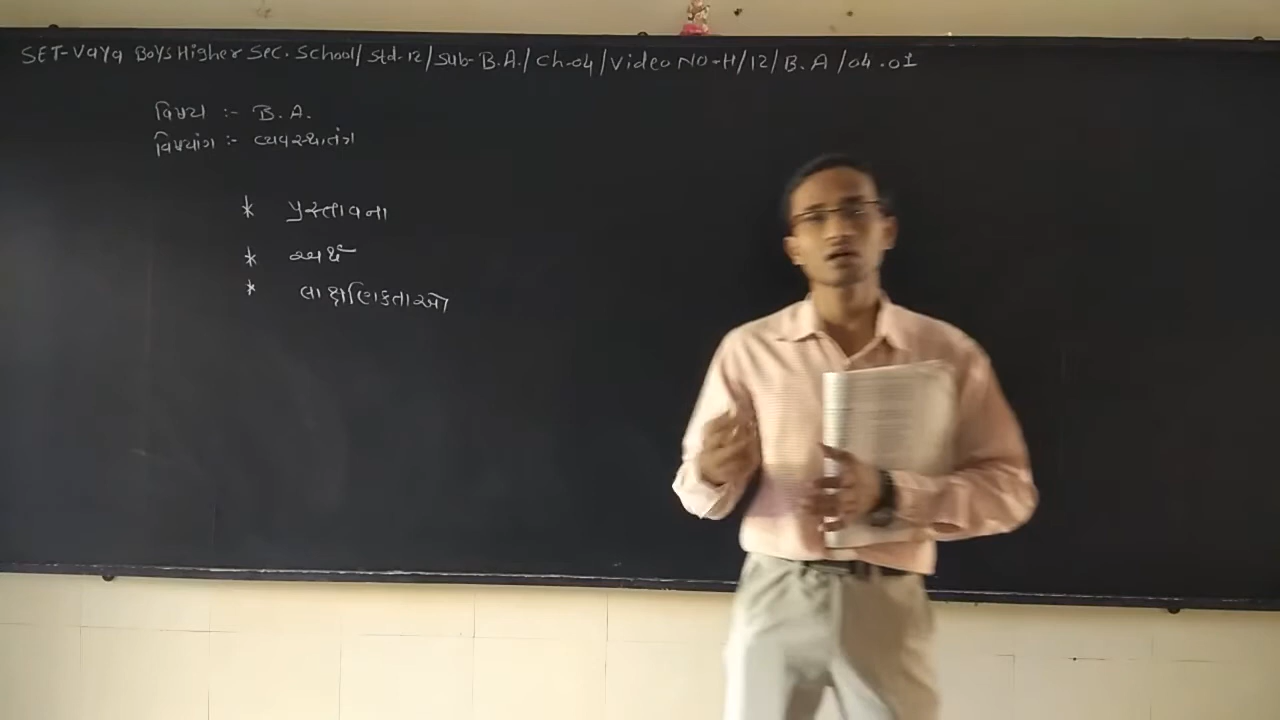 SET-Vaya Boys Higher Sec. School/ Std-12/ Sub-B.A./ Ch-04/ Video No-H/12/B.A/04.01
વિષય :- B.A.
વિષયાંગ :- વ્યવસ્થાતંત્ર
* પ્રસ્તાવના
* અર્થ
* લાક્ષણિકતાઓ